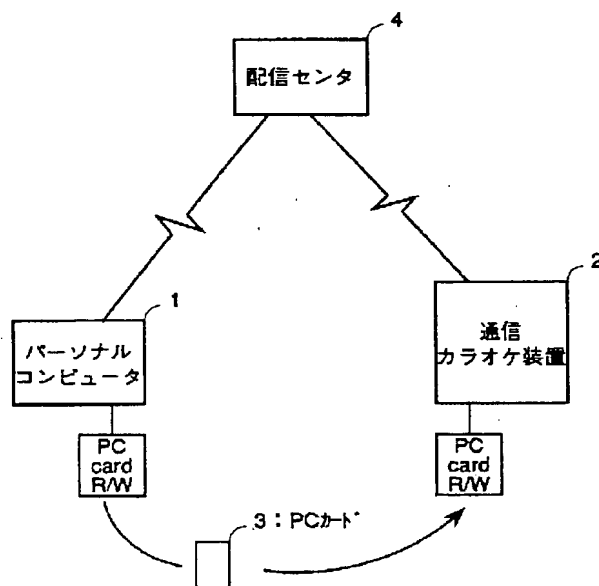 4
配信センタ
1
パーソナル
コンピュータ
2
通信
カラオケ装置
PC
card
R/W
PC
card
R/W
3：PCｶｰﾄﾞ